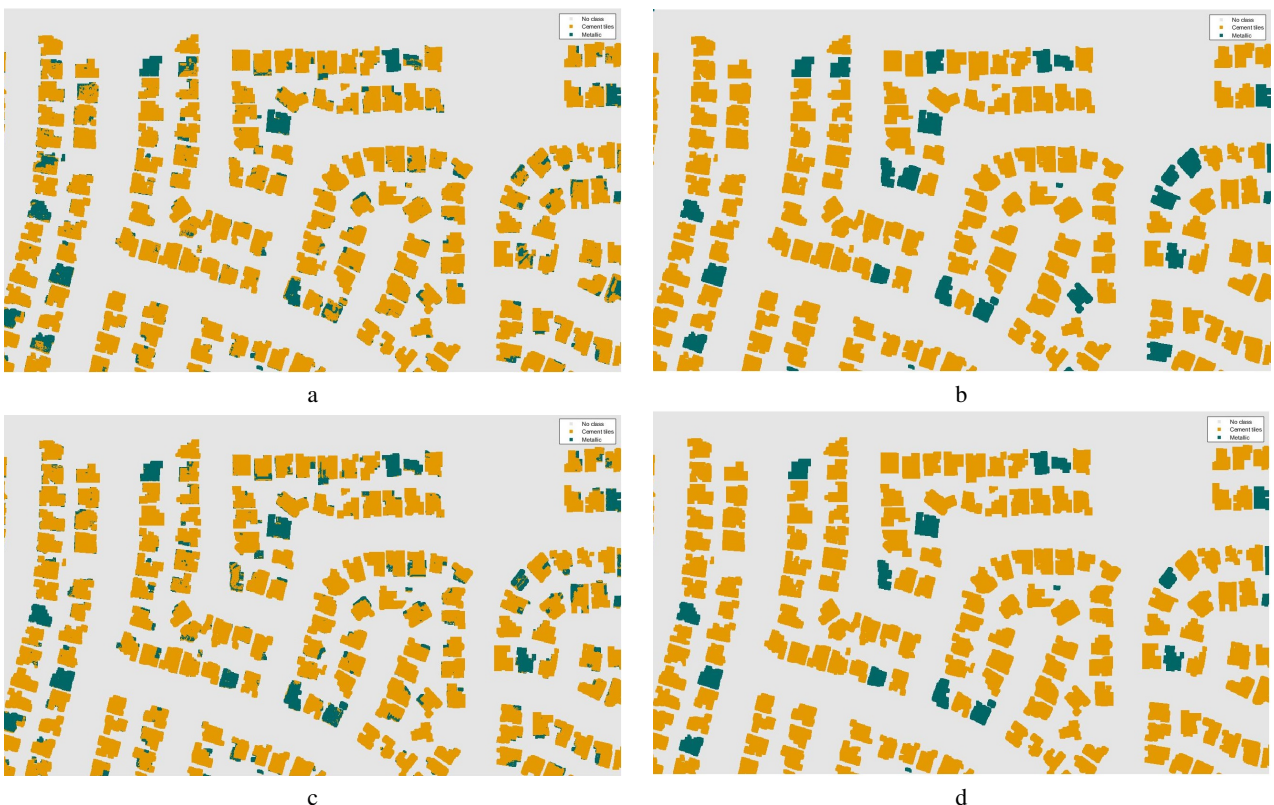 No class
Cement tiles
Metallic
No class
Cement tiles
Metallic
a
b
No class
Cement tiles
Metallic
No class
Cement tiles
Metallic
c
d